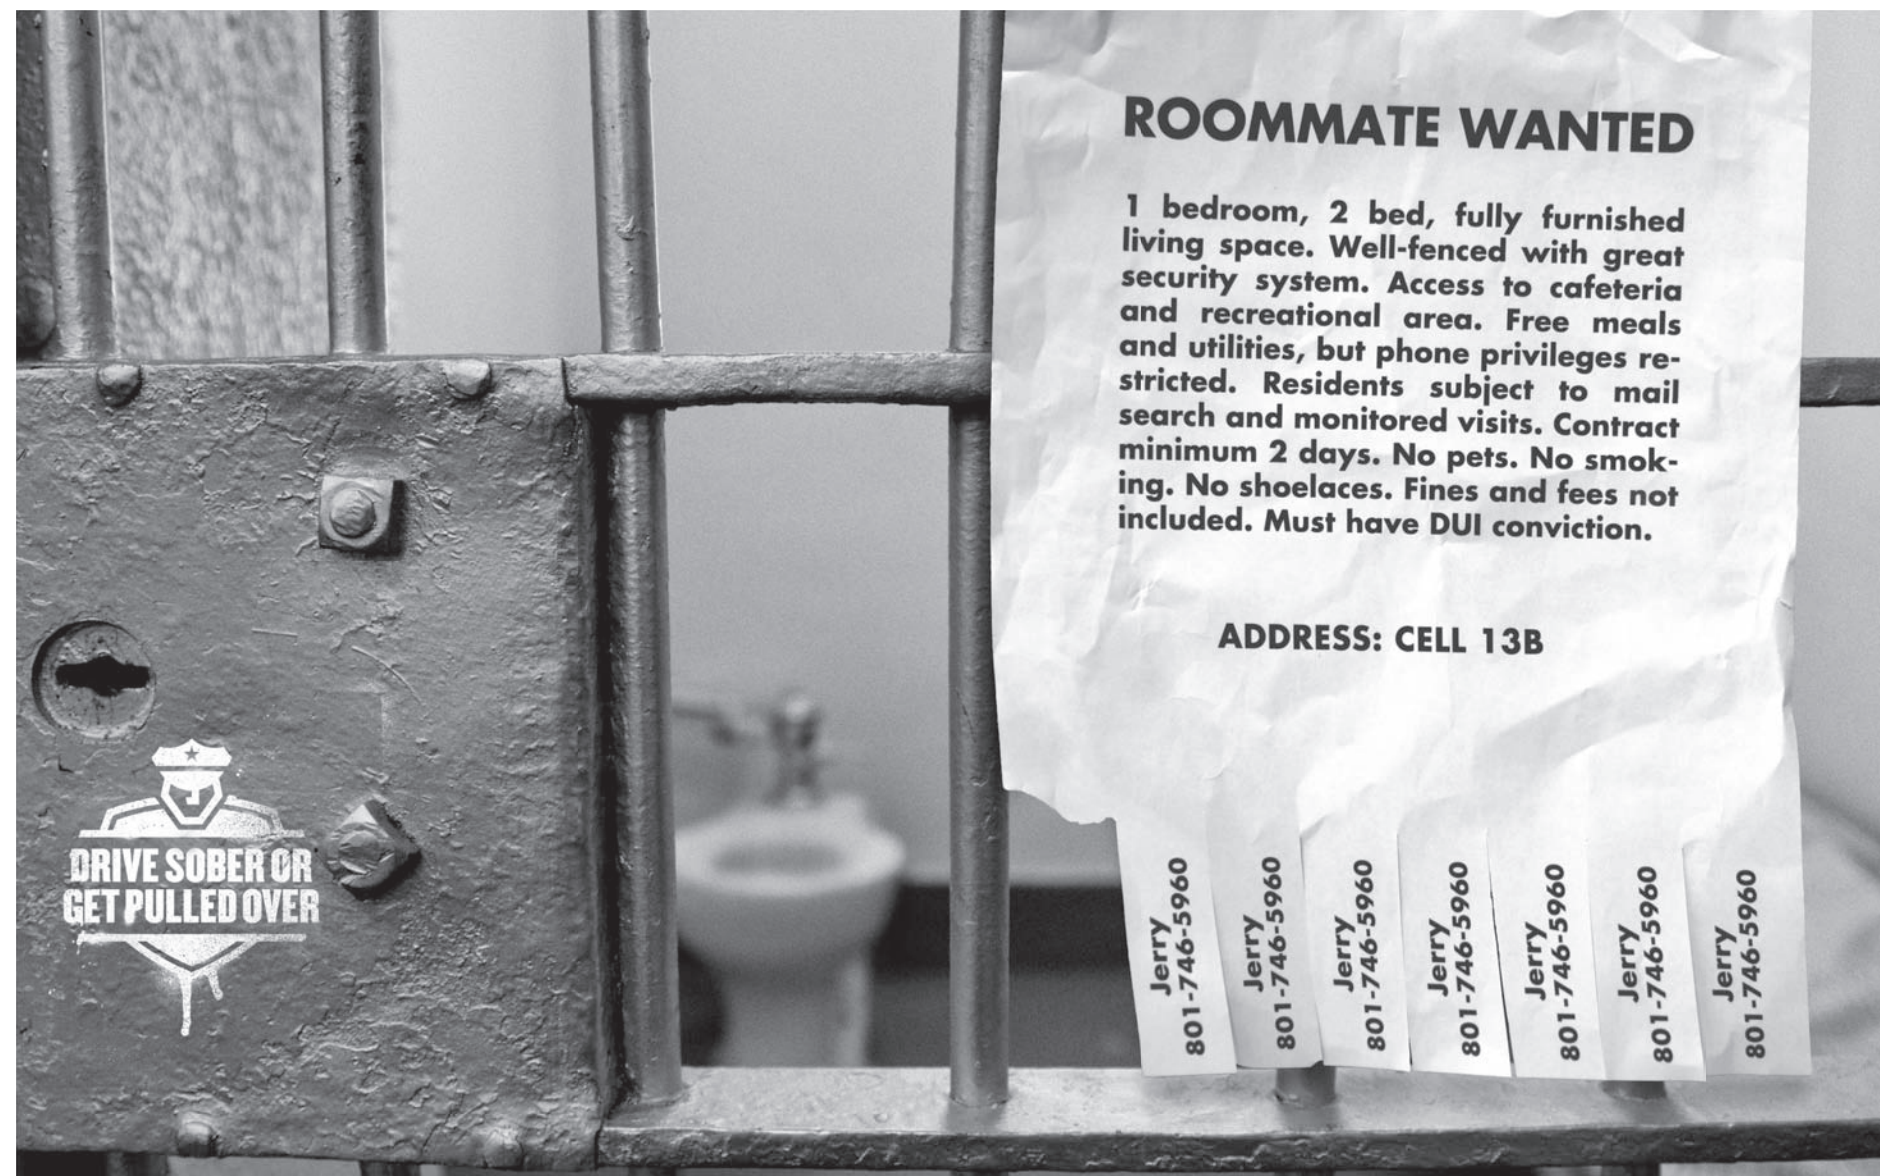 ROOMMATE WANTED
1 bedroom, 2 bed, fully furnished
living space. Well-fenced with great
security system. Access to cafeteria
and recreational area. Free meals
and utilities, but phone privileges re-
stricted. Residents subject to mail
search and monitored visits. Contract
minimum 2 days. No pets. No smok-
ing. No shoelaces. Fines and fees not
included. Must have DUI conviction.
ADDRESS: CELL 13B
DRIVE SOBER OR
GET PULLED OVER
Jerry
801-746-5960
Jerry
801-746-5960
Jerry
801-746-5960
Jerry
801-746-5960
Jerry
801-746-5960
Jerry
801-746-5960
Jerry
801-746-5960